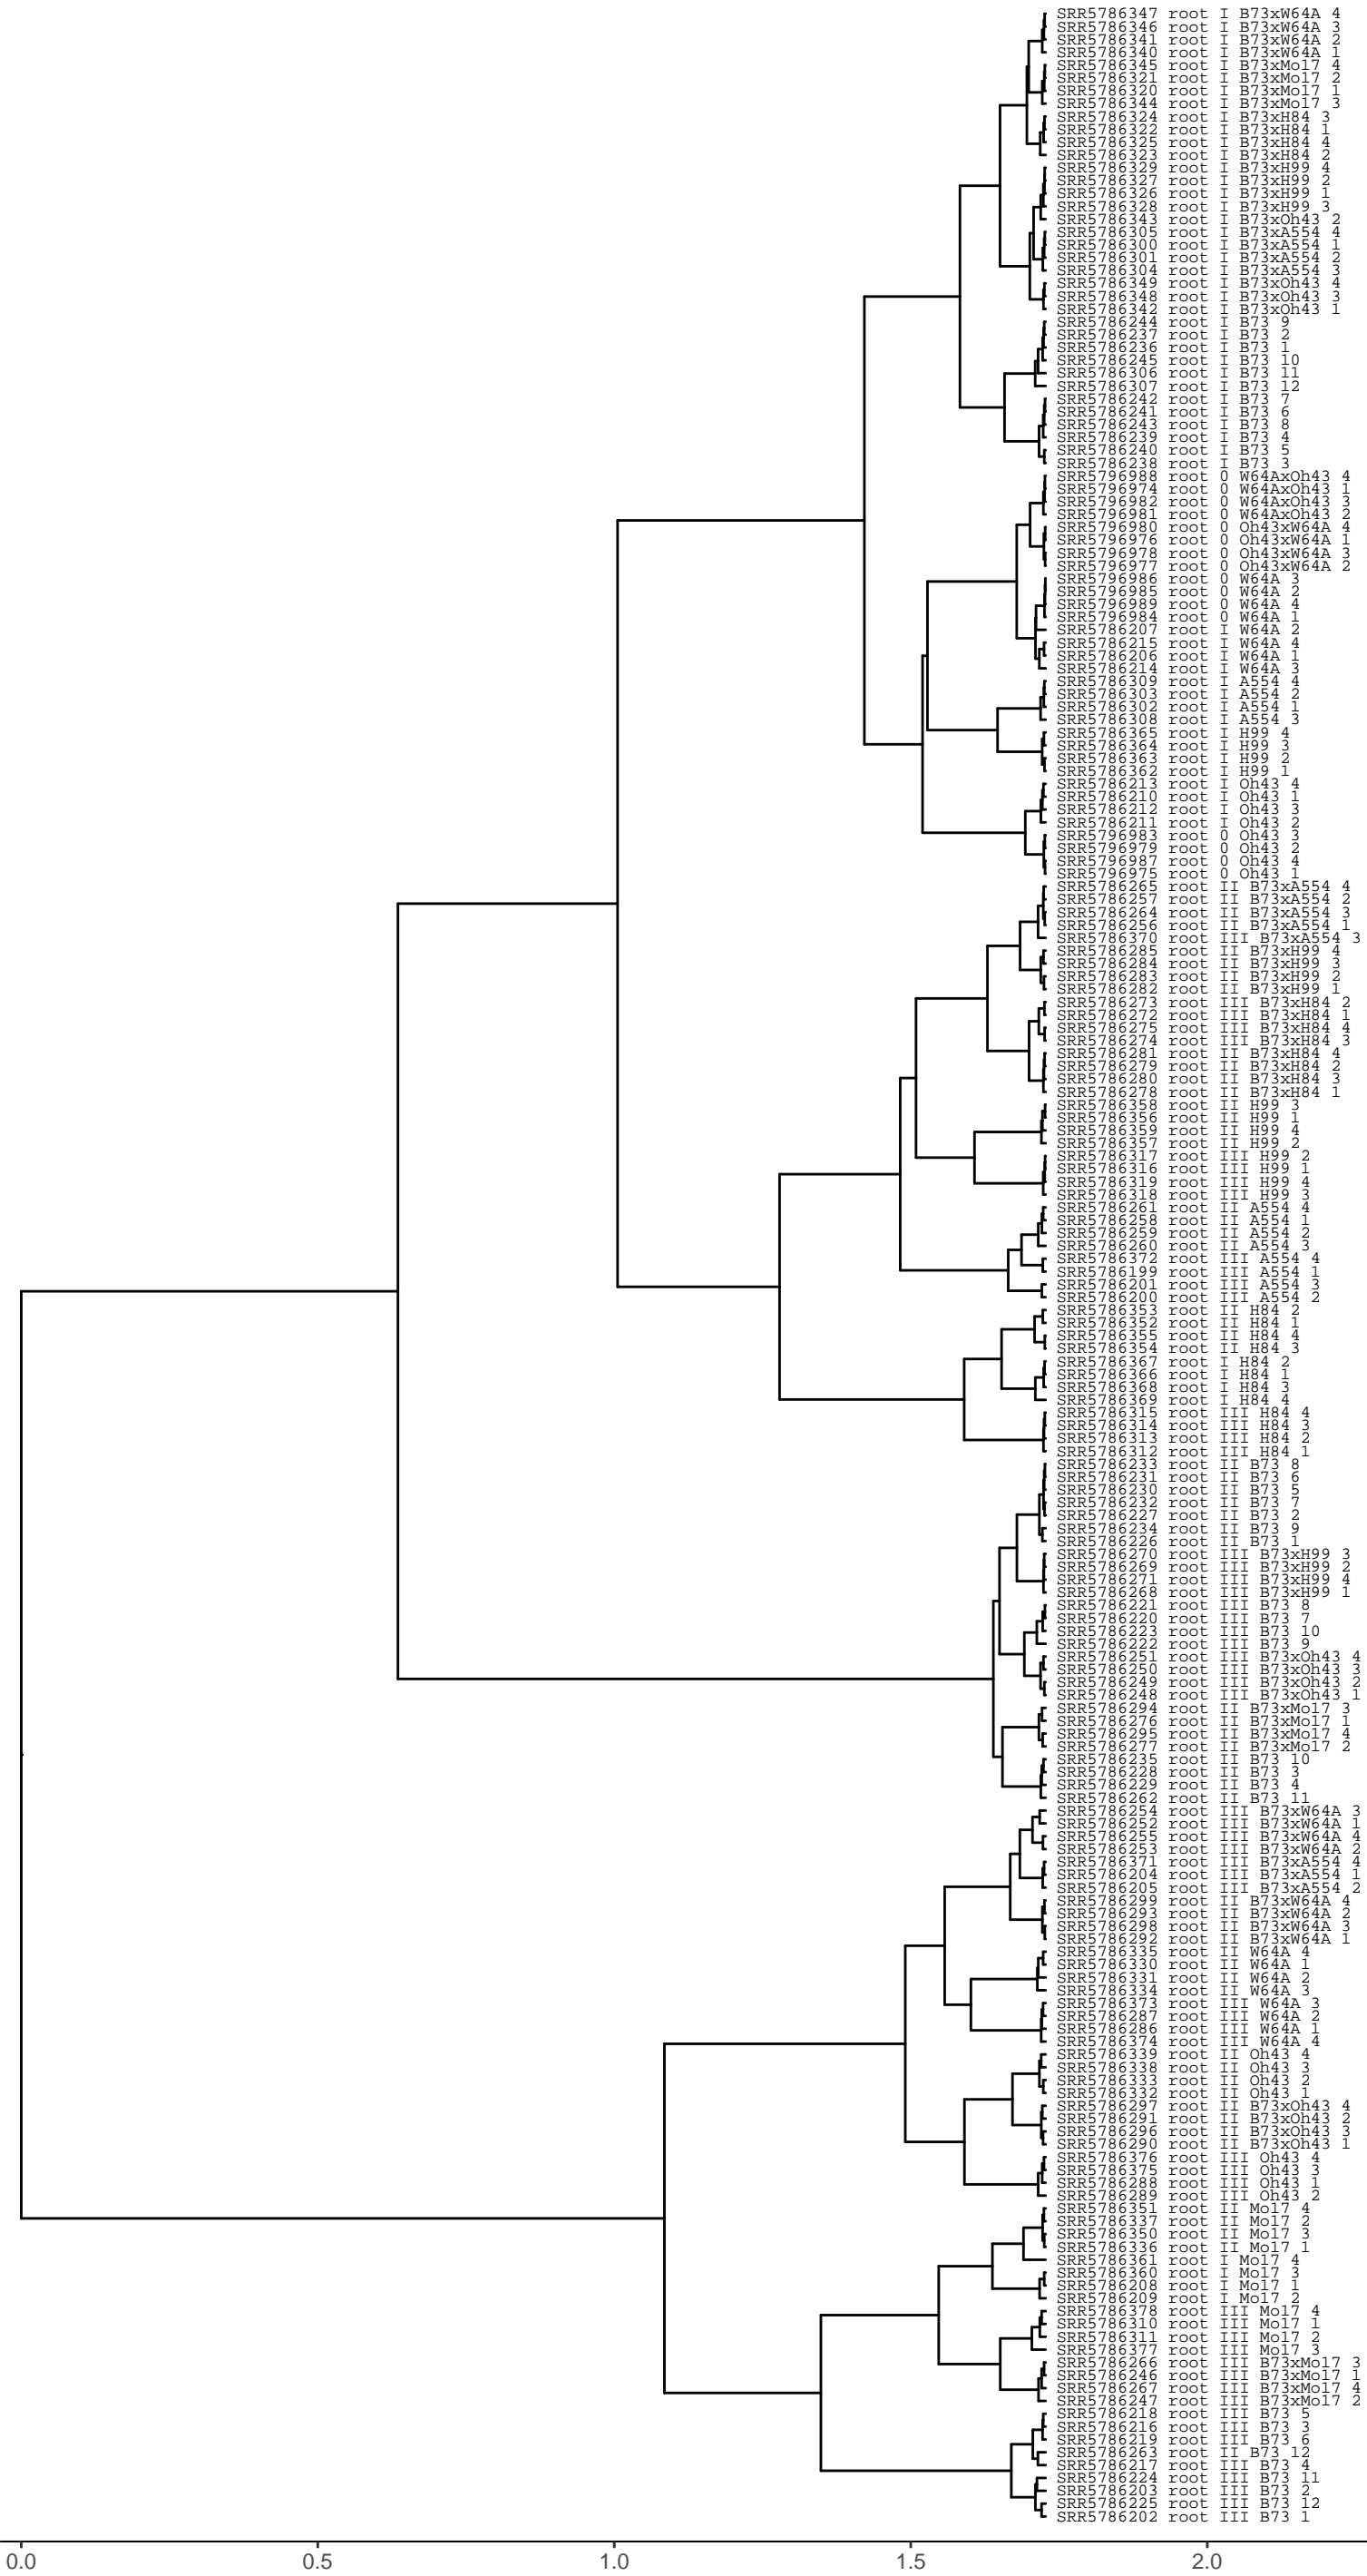 SRR5786347 root I B73xW64A 4
SRR5786346 root I B73xW64A 3
SRR5786341 root I B73xW64A 2
SRR5786340 root I B73xW64A 1
SRR5786345 root I B73xMo17 4
SRR5786321 root I B73xMo17 2
SRR5786320 root I B73xMo17 1
SRR5786344 root I B73xMo17 3
SRR5786324 root I B73xH84 3
SRR5786322 root I B73xH84 1
SRR5786325 root I B73xH84 4
SRR5786323 root I B73xH84 2
SRR5786329 root I B73xH99 4
SRR5786327 root I B73xH99 2
SRR5786326 root I B73xH99 1
SRR5786328 root I B73xH99 3
SRR5786343 root I B73xOh43 2
SRR5786305 root I B73xA554 4
SRR5786300 root I B73xA554 1
SRR5786301 root I B73xA554 2
SRR5786304 root I B73xA554 3
SRR5786349 root I B73xOh43 4
SRR5786348 root I B73xOh43 3
SRR5786342 root I B73xOh43 1
SRR5786244 root I B73 9
SRR5786237 root I B73 2
SRR5786236 root I B73 1
SRR5786245 root I B73 10
SRR5786306 root I B73 11
SRR5786307 root I B73 12
SRR5786242 root I B73 7
SRR5786241 root I B73 6
SRR5786243 root I B73 8
SRR5786239 root I B73 4
SRR5786240 root I B73 5
SRR5786238 root I B73 3
SRR5796988 root 0 W64AxOh43 4
SRR5796974 root 0 W64AxOh43 1
SRR5796982 root 0 W64AxOh43 3
SRR5796981 root 0 W64AxOh43 2
SRR5796980 root 0 Oh43xW64A 4
SRR5796976 root 0 Oh43xW64A 1
SRR5796978 root 0 Oh43xW64A 3
SRR5796977 root 0 Oh43xW64A 2
SRR5796986 root 0 W64A 3
SRR5796985 root 0 W64A 2
SRR5796989 root 0 W64A 4
SRR5796984 root 0 W64A 1
SRR5786207 root I W64A 2
SRR5786215 root I W64A 4
SRR5786206 root I W64A 1
SRR5786214 root I W64A 3
SRR5786309 root I A554 4
SRR5786303 root I A554 2
SRR5786302 root I A554 1
SRR5786308 root I A554 3
SRR5786365 root I H99 4
SRR5786364 root I H99 3
SRR5786363 root I H99 2
SRR5786362 root I H99 1
SRR5786213 root I Oh43 4
SRR5786210 root I Oh43 1
SRR5786212 root I Oh43 3
SRR5786211 root I Oh43 2
SRR5796983 root 0 Oh43 3
SRR5796979 root 0 Oh43 2
SRR5796987 root 0 Oh43 4
SRR5796975 root 0 Oh43 1
SRR5786265 root II B73xA554 4
SRR5786257 root II B73xA554 2
SRR5786264 root II B73xA554 3
SRR5786256 root II B73xA554 1
SRR5786370 root III B73xA554 3
SRR5786285 root II B73xH99 4
SRR5786284 root II B73xH99 3
SRR5786283 root II B73xH99 2
SRR5786282 root II B73xH99 1
SRR5786273 root III B73xH84 2
SRR5786272 root III B73xH84 1
SRR5786275 root III B73xH84 4
SRR5786274 root III B73xH84 3
SRR5786281 root II B73xH84 4
SRR5786279 root II B73xH84 2
SRR5786280 root II B73xH84 3
SRR5786278 root II B73xH84 1
SRR5786358 root II H99 3
SRR5786356 root II H99 1
SRR5786359 root II H99 4
SRR5786357 root II H99 2
SRR5786317 root III H99 2
SRR5786316 root III H99 1
SRR5786319 root III H99 4
SRR5786318 root III H99 3
SRR5786261 root II A554 4
SRR5786258 root II A554 1
SRR5786259 root II A554 2
SRR5786260 root II A554 3
SRR5786372 root III A554 4
SRR5786199 root III A554 1
SRR5786201 root III A554 3
SRR5786200 root III A554 2
SRR5786353 root II H84 2
SRR5786352 root II H84 1
SRR5786355 root II H84 4
SRR5786354 root II H84 3
SRR5786367 root I H84 2
SRR5786366 root I H84 1
SRR5786368 root I H84 3
SRR5786369 root I H84 4
SRR5786315 root III H84 4
SRR5786314 root III H84 3
SRR5786313 root III H84 2
SRR5786312 root III H84 1
SRR5786233 root II B73 8
SRR5786231 root II B73 6
SRR5786230 root II B73 5
SRR5786232 root II B73 7
SRR5786227 root II B73 2
SRR5786234 root II B73 9
SRR5786226 root II B73 1
SRR5786270 root III B73xH99 3
SRR5786269 root III B73xH99 2
SRR5786271 root III B73xH99 4
SRR5786268 root III B73xH99 1
SRR5786221 root III B73 8
SRR5786220 root III B73 7
SRR5786223 root III B73 10
SRR5786222 root III B73 9
SRR5786251 root III B73xOh43 4
SRR5786250 root III B73xOh43 3
SRR5786249 root III B73xOh43 2
SRR5786248 root III B73xOh43 1
SRR5786294 root II B73xMo17 3
SRR5786276 root II B73xMo17 1
SRR5786295 root II B73xMo17 4
SRR5786277 root II B73xMo17 2
SRR5786235 root II B73 10
SRR5786228 root II B73 3
SRR5786229 root II B73 4
SRR5786262 root II B73 11
SRR5786254 root III B73xW64A 3
SRR5786252 root III B73xW64A 1
SRR5786255 root III B73xW64A 4
SRR5786253 root III B73xW64A 2
SRR5786371 root III B73xA554 4
SRR5786204 root III B73xA554 1
SRR5786205 root III B73xA554 2
SRR5786299 root II B73xW64A 4
SRR5786293 root II B73xW64A 2
SRR5786298 root II B73xW64A 3
SRR5786292 root II B73xW64A 1
SRR5786335 root II W64A 4
SRR5786330 root II W64A 1
SRR5786331 root II W64A 2
SRR5786334 root II W64A 3
SRR5786373 root III W64A 3
SRR5786287 root III W64A 2
SRR5786286 root III W64A 1
SRR5786374 root III W64A 4
SRR5786339 root II Oh43 4
SRR5786338 root II Oh43 3
SRR5786333 root II Oh43 2
SRR5786332 root II Oh43 1
SRR5786297 root II B73xOh43 4
SRR5786291 root II B73xOh43 2
SRR5786296 root II B73xOh43 3
SRR5786290 root II B73xOh43 1
SRR5786376 root III Oh43 4
SRR5786375 root III Oh43 3
SRR5786288 root III Oh43 1
SRR5786289 root III Oh43 2
SRR5786351 root II Mo17 4
SRR5786337 root II Mo17 2
SRR5786350 root II Mo17 3
SRR5786336 root II Mo17 1
SRR5786361 root I Mo17 4
SRR5786360 root I Mo17 3
SRR5786208 root I Mo17 1
SRR5786209 root I Mo17 2
SRR5786378 root III Mo17 4
SRR5786310 root III Mo17 1
SRR5786311 root III Mo17 2
SRR5786377 root III Mo17 3
SRR5786266 root III B73xMo17 3
SRR5786246 root III B73xMo17 1
SRR5786267 root III B73xMo17 4
SRR5786247 root III B73xMo17 2
SRR5786218 root III B73 5
SRR5786216 root III B73 3
SRR5786219 root III B73 6
SRR5786263 root II B73 12
SRR5786217 root III B73 4
SRR5786224 root III B73 11
SRR5786203 root III B73 2
SRR5786225 root III B73 12
SRR5786202 root III B73 1
0.0 0.5 1.0 1.5 2.0